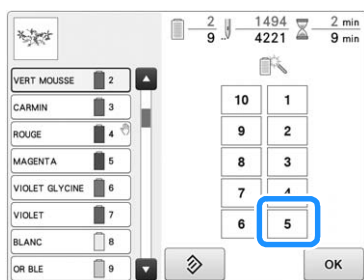 2 1494 2 min
9 4221 9 min
VERT MOUSSE 2
CARMIN 3
ROUGE 4
MAGENTA 5
VIOLET GLYCINE 6
VIOLET 7
BLANC 8
OR BLE 9
10 1
9 2
8 3
7 4
6 5
OK